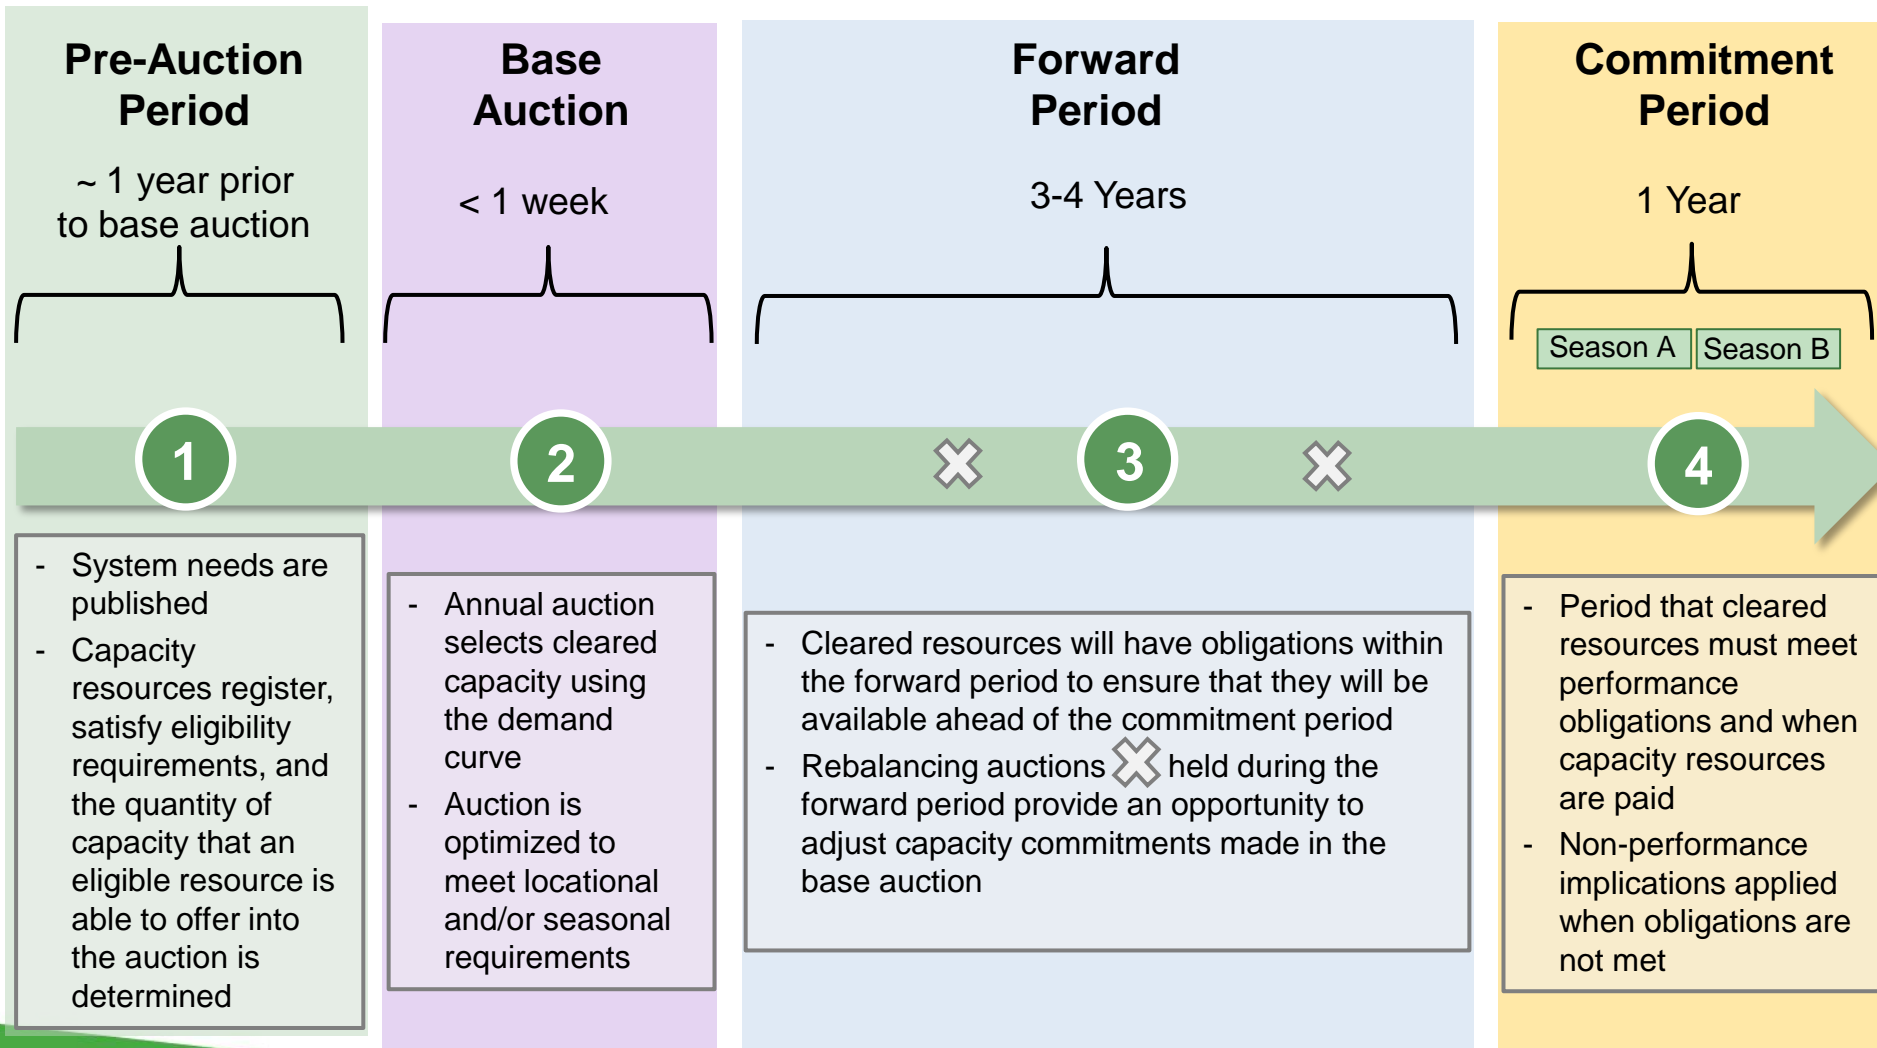 Pre-Auction
Period
~ 1 year prior
to base auction
1
- System needs are
published
- Capacity
resources register,
satisfy eligibility
requirements, and
the quantity of
capacity that an
eligible resource is
able to offer into
the auction is
determined
Base
Auction
< 1 week
2
- Annual auction
selects cleared
capacity using
the demand
curve
- Auction is
optimized to
meet locational
and/or seasonal
requirements
Forward
Period
3-4 Years
3
- Cleared resources will have obligations within
the forward period to ensure that they will be
available ahead of the commitment period
- Rebalancing auctions held during the
forward period provide an opportunity to
adjust capacity commitments made in the
base auction
Commitment
Period
1 Year
Season A Season B
4
- Period that cleared
resources must meet
performance
obligations and when
capacity resources
are paid
- Non-performance
implications applied
when obligations are
not met